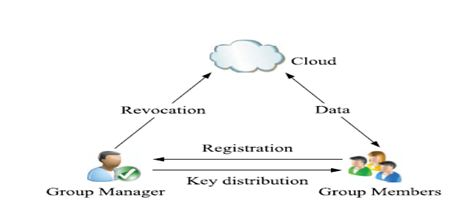 Cloud
Revocation
Data
Registration
Key distribution
Group Manager
Group Members